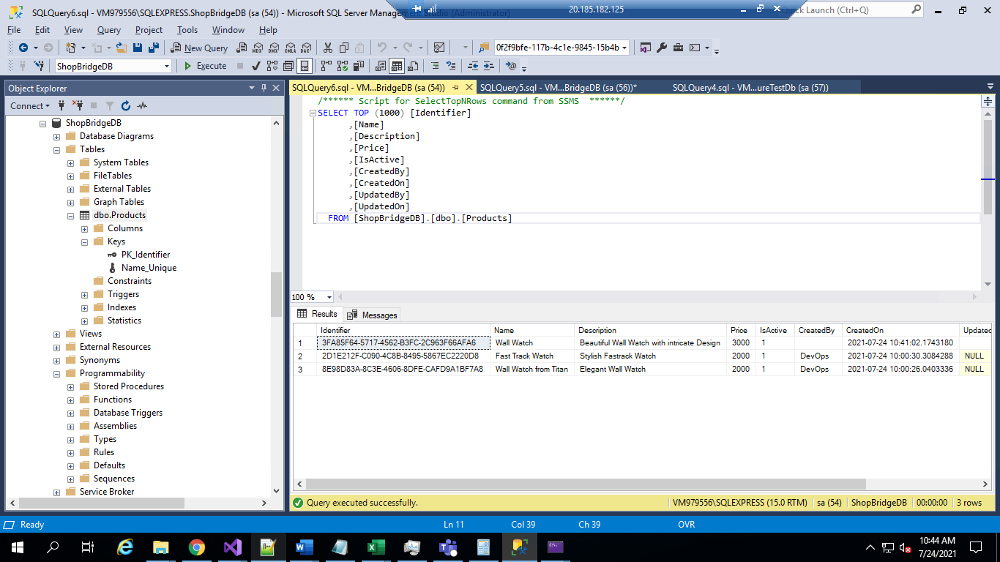 SQLQuery6.sql - VM979556\SQLEXPRESS.ShopBridgeDB (sa (54)) - Microsoft SQL Server Management Studio (Administrator)
20.185.182.125
Quick Launch (Ctrl+Q)
File Edit View Query Project Tools Window Help
New Query MDX DMX XMLA DAX 0f2f9bfe-117b-4c1e-9845-15b4b
ShopBridgeDB Execute
Object Explorer
Connect
ShopBridgeDB
Database Diagrams
Tables
System Tables
FileTables
External Tables
Graph Tables
dbo.Products
Columns
Keys
PK_Identifier
Name_Unique
Constraints
Triggers
Indexes
Statistics
Views
External Resources
Synonyms
Programmability
Stored Procedures
Functions
Database Triggers
Assemblies
Types
Rules
Defaults
Sequences
Service Broker
SQLQuery6.sql - VM...BridgeDB (sa (54)) SQLQuery5.sql - VM...BridgeDB (sa (56))* SQLQuery4.sql - VM...ureTestDb (sa (57))
/****** Script for SelectTopNRows command from SSMS ******/
SELECT TOP (1000) [Identifier]
,[Name]
,[Description]
,[Price]
,[IsActive]
,[CreatedBy]
,[CreatedOn]
,[UpdatedBy]
,[UpdatedOn]
FROM [ShopBridgeDB].[dbo].[Products]
100 %
Results Messages
Identifier Name Description Price IsActive CreatedBy CreatedOn Updated
1 3FA85F64-5717-4562-B3FC-2C963F66AFA6 Wall Watch Beautiful Wall Watch with intricate Design 3000 1 2021-07-24 10:41:02.1743180
2 2D1E212F-C090-4C8B-8495-5867EC2220D8 Fast Track Watch Stylish Fastrack Watch 2000 1 DevOps 2021-07-24 10:00:30.3084288 NULL
3 8E98D83A-8C3E-4606-8DFE-CAFD9A1BF7A8 Wall Watch from Titan Elegant Wall Watch 2000 1 DevOps 2021-07-24 10:00:26.0403336 NULL
Query executed successfully. VM979556\SQLEXPRESS (15.0 RTM) sa (54) ShopBridgeDB 00:00:00 3 rows
Ready Ln 11 Col 39 Ch 39 OVR
10:44 AM
7/24/2021